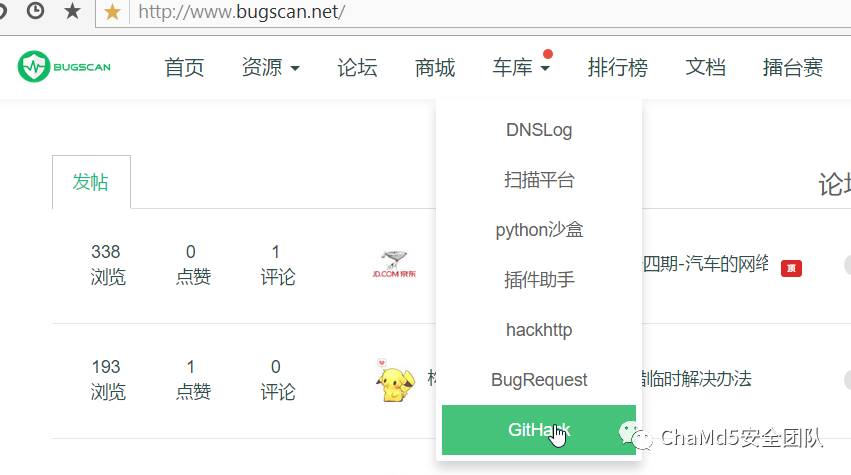 http://www.bugscan.net/
BUGSCAN 首页 资源 论坛 商城 车库 排行榜 文档 擂台赛
DNSLog
扫描平台
python沙盒
插件助手
hackhttp
BugRequest
GitHack
发帖
338 0 1
浏览 点赞 评论
JD.COM 京东
四期-汽车的网络
顶
193 1 0
浏览 点赞 评论
临时解决办法
ChaMd5安全团队